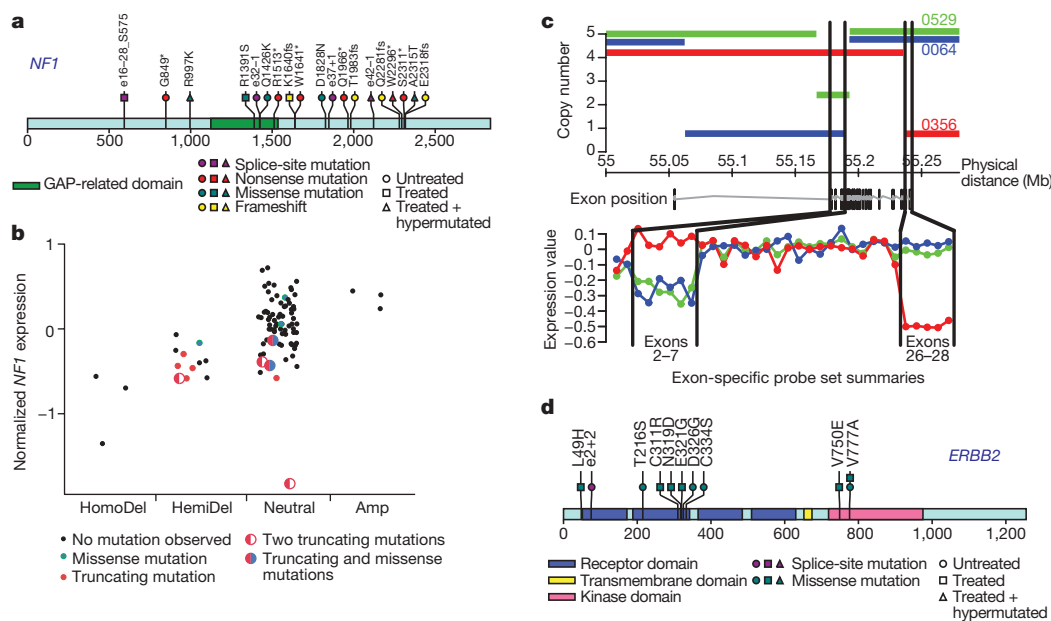 a
NF1
e16–28_S575
G849*
R997K
R1391S
e32–1
Q1426K
R1513*
K1640fs
W1641*
D1828N
e37+1
Q1966*
T1983fs
e42–1
Q2281fs
W2296*
S2311*
A2315T
E2318fs
0 500 1,000 1,500 2,000 2,500
GAP-related domain
Splice-site mutation
Nonsense mutation
Missense mutation
Frameshift
Untreated
Treated
Treated +
hypermutated
b
Normalized NF1 expression
1
0
−1
HomoDel HemiDel Neutral Amp
No mutation observed
Missense mutation
Truncating mutation
Two truncating mutations
Truncating and missense
mutations
c
Copy number
5
4
3
2
1
0
0529
0064
0356
55 55.05 55.1 55.15 55.2 55.25
Physical
distance (Mb)
Exon position
Expression value
0.1
−0.1
−0.1
−0.2
−0.3
−0.4
−0.5
−0.6
Exons
2–7
Exons
26–28
Exon-specific probe set summaries
d
ERBB2
L49H
e2+2
T216S
C311R
N319D
E321G
D326G
C334S
V750E
V777A
0 200 400 600 800 1,000 1,200
Receptor domain
Transmembrane domain
Kinase domain
Splice-site mutation
Missense mutation
Untreated
Treated
Treated +
hypermutated